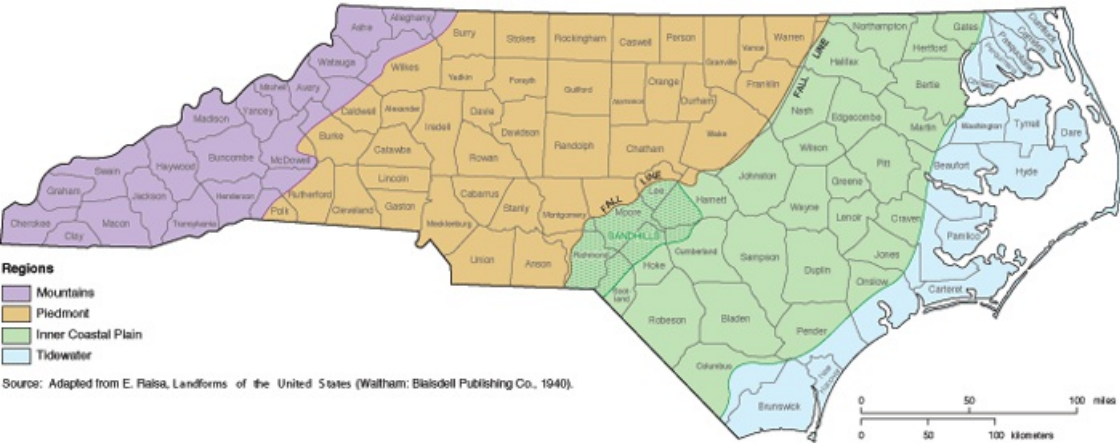 Ashe
Alleghany
Surry
Stokes
Rockingham
Caswell
Person
Vance
Warren
Granville
Northampton
Gates
Hertford
Halifax
Bertie
Watauga
Wilkes
Yadkin
Forsyth
Guilford
Alamance
Orange
Durham
Franklin
FALL LINE
Nash
Edgecombe
Martin
Washington
Tyrrell
Dare
Mitchell
Avery
Caldwell
Alexander
Iredell
Davie
Davidson
Randolph
Chatham
Wake
Wilson
Pitt
Beaufort
Hyde
Madison
Yancey
Burke
Catawba
Rowan
Johnston
Greene
Swain
Haywood
Buncombe
McDowell
Lincoln
Cabarrus
Stanly
Montgomery
FALL LINE
Lee
Harnett
Wayne
Lenoir
Craven
Pamlico
Graham
Jackson
Henderson
Rutherford
Polk
Cleveland
Gaston
Mecklenburg
Moore
SANDHILLS
Cumberland
Sampson
Duplin
Jones
Onslow
Carteret
Cherokee
Clay
Macon
Transylvania
Union
Anson
Richmond
Hoke
Robeson
Bladen
Pender
Columbus
Brunswick
Regions
Mountains
Piedmont
Inner Coastal Plain
Tidewater
Source: Adapted from E. Raisa, Landforms of the United States (Waltham: Blaisdell Publishing Co., 1940).
0 50 100 miles
0 50 100 kilometers